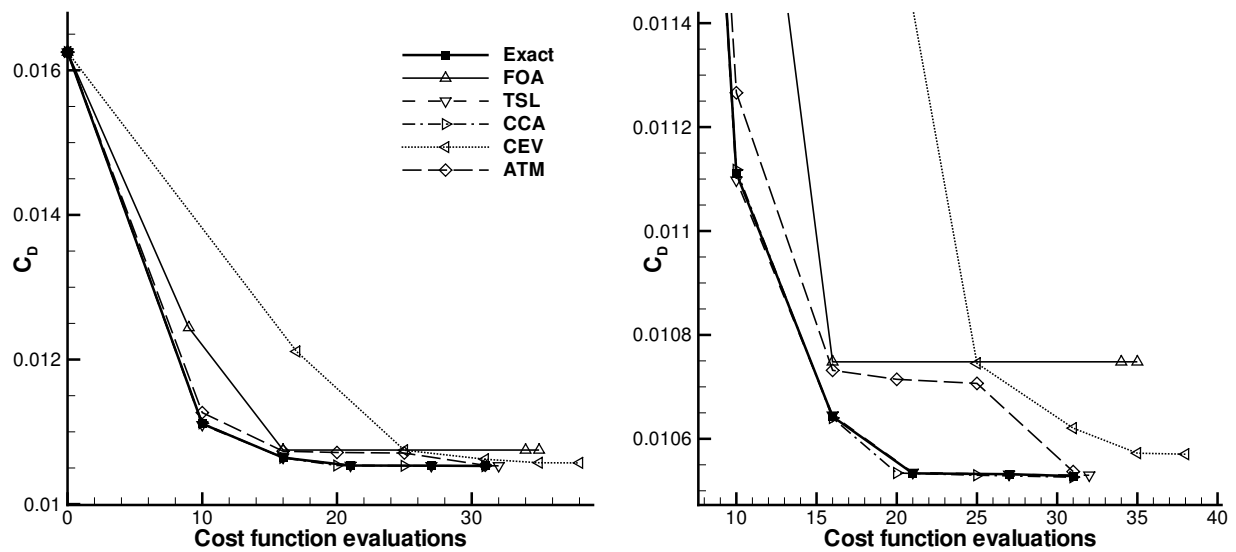 0.016
0.014
0.012
0.01
C_D
0
10
20
30
Cost function evaluations
Exact
FOA
TSL
CCA
CEV
ATM
0.0114
0.0112
0.011
0.0108
0.0106
C_D
10
15
20
25
30
35
40
Cost function evaluations